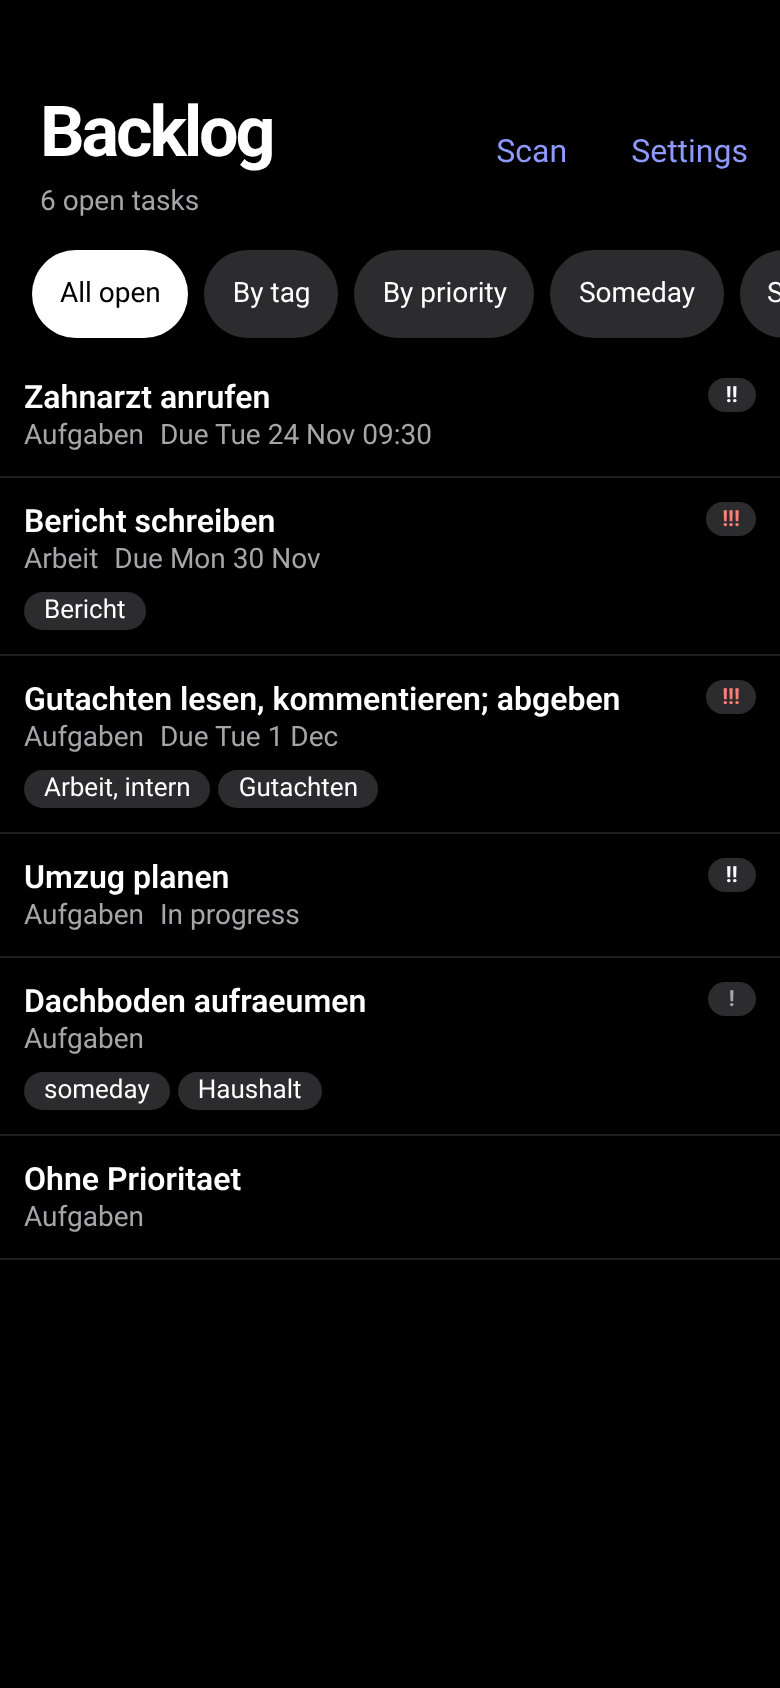 Backlog
Scan Settings
6 open tasks
All open By tag By priority Someday
Zahnarzt anrufen !!
Aufgaben Due Tue 24 Nov 09:30
Bericht schreiben !!!
Arbeit Due Mon 30 Nov
Bericht
Gutachten lesen, kommentieren; abgeben !!!
Aufgaben Due Tue 1 Dec
Arbeit, intern Gutachten
Umzug planen !!
Aufgaben In progress
Dachboden aufraeumen !
Aufgaben
someday Haushalt
Ohne Prioritaet
Aufgaben